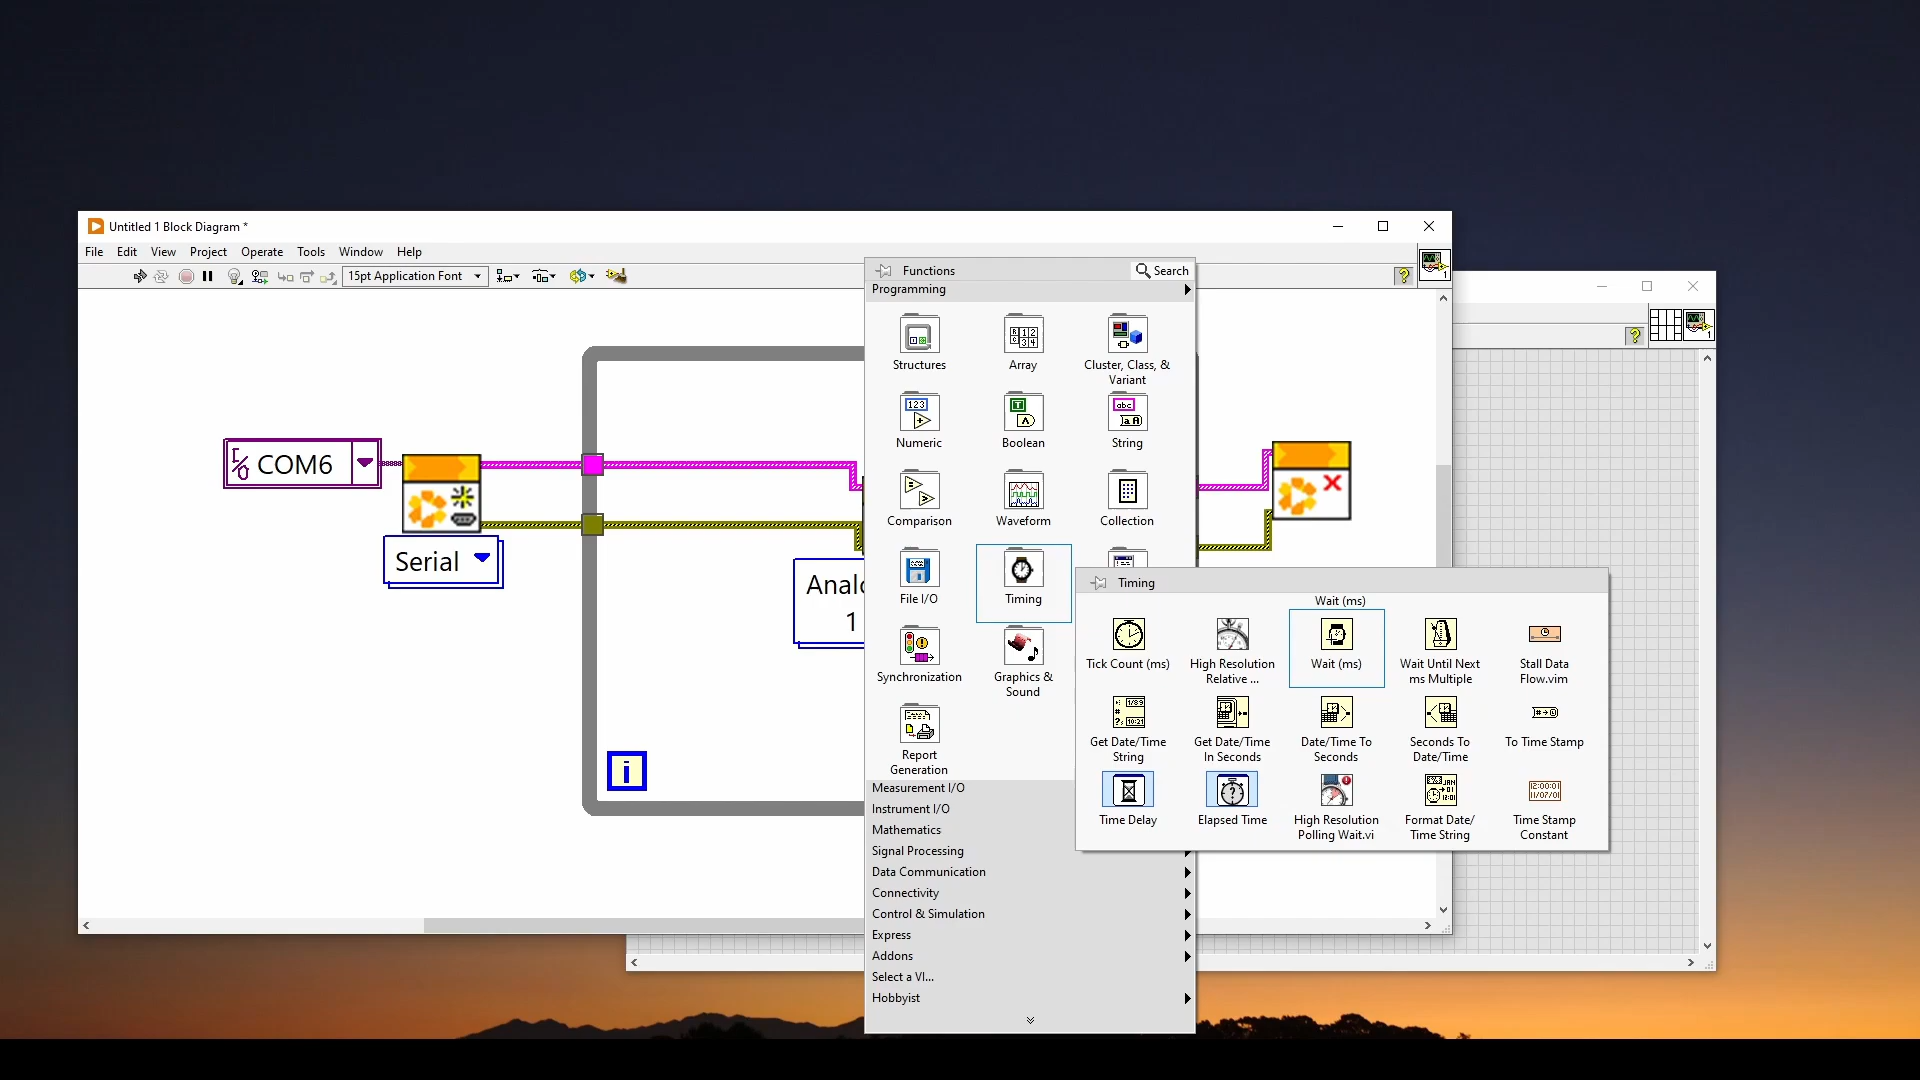 Untitled 1 Block Diagram *
File Edit View Project Operate Tools Window Help
15pt Application Font
Functions
Search
Programming
Structures
Array
Cluster, Class, &
Variant
Numeric
Boolean
String
Comparison
Waveform
Collection
File I/O
Timing
Synchronization
Graphics &
Sound
Report
Generation
Measurement I/O
Instrument I/O
Mathematics
Signal Processing
Data Communication
Connectivity
Control & Simulation
Express
Addons
Select a VI...
Hobbyist
Timing
Wait (ms)
Tick Count (ms)
High Resolution
Relative ...
Wait (ms)
Wait Until Next
ms Multiple
Stall Data
Flow.vim
Get Date/Time
String
Get Date/Time
In Seconds
Date/Time To
Seconds
Seconds To
Date/Time
To Time Stamp
Time Delay
Elapsed Time
High Resolution
Polling Wait.vi
Format Date/
Time String
Time Stamp
Constant
COM6
Serial
1
i